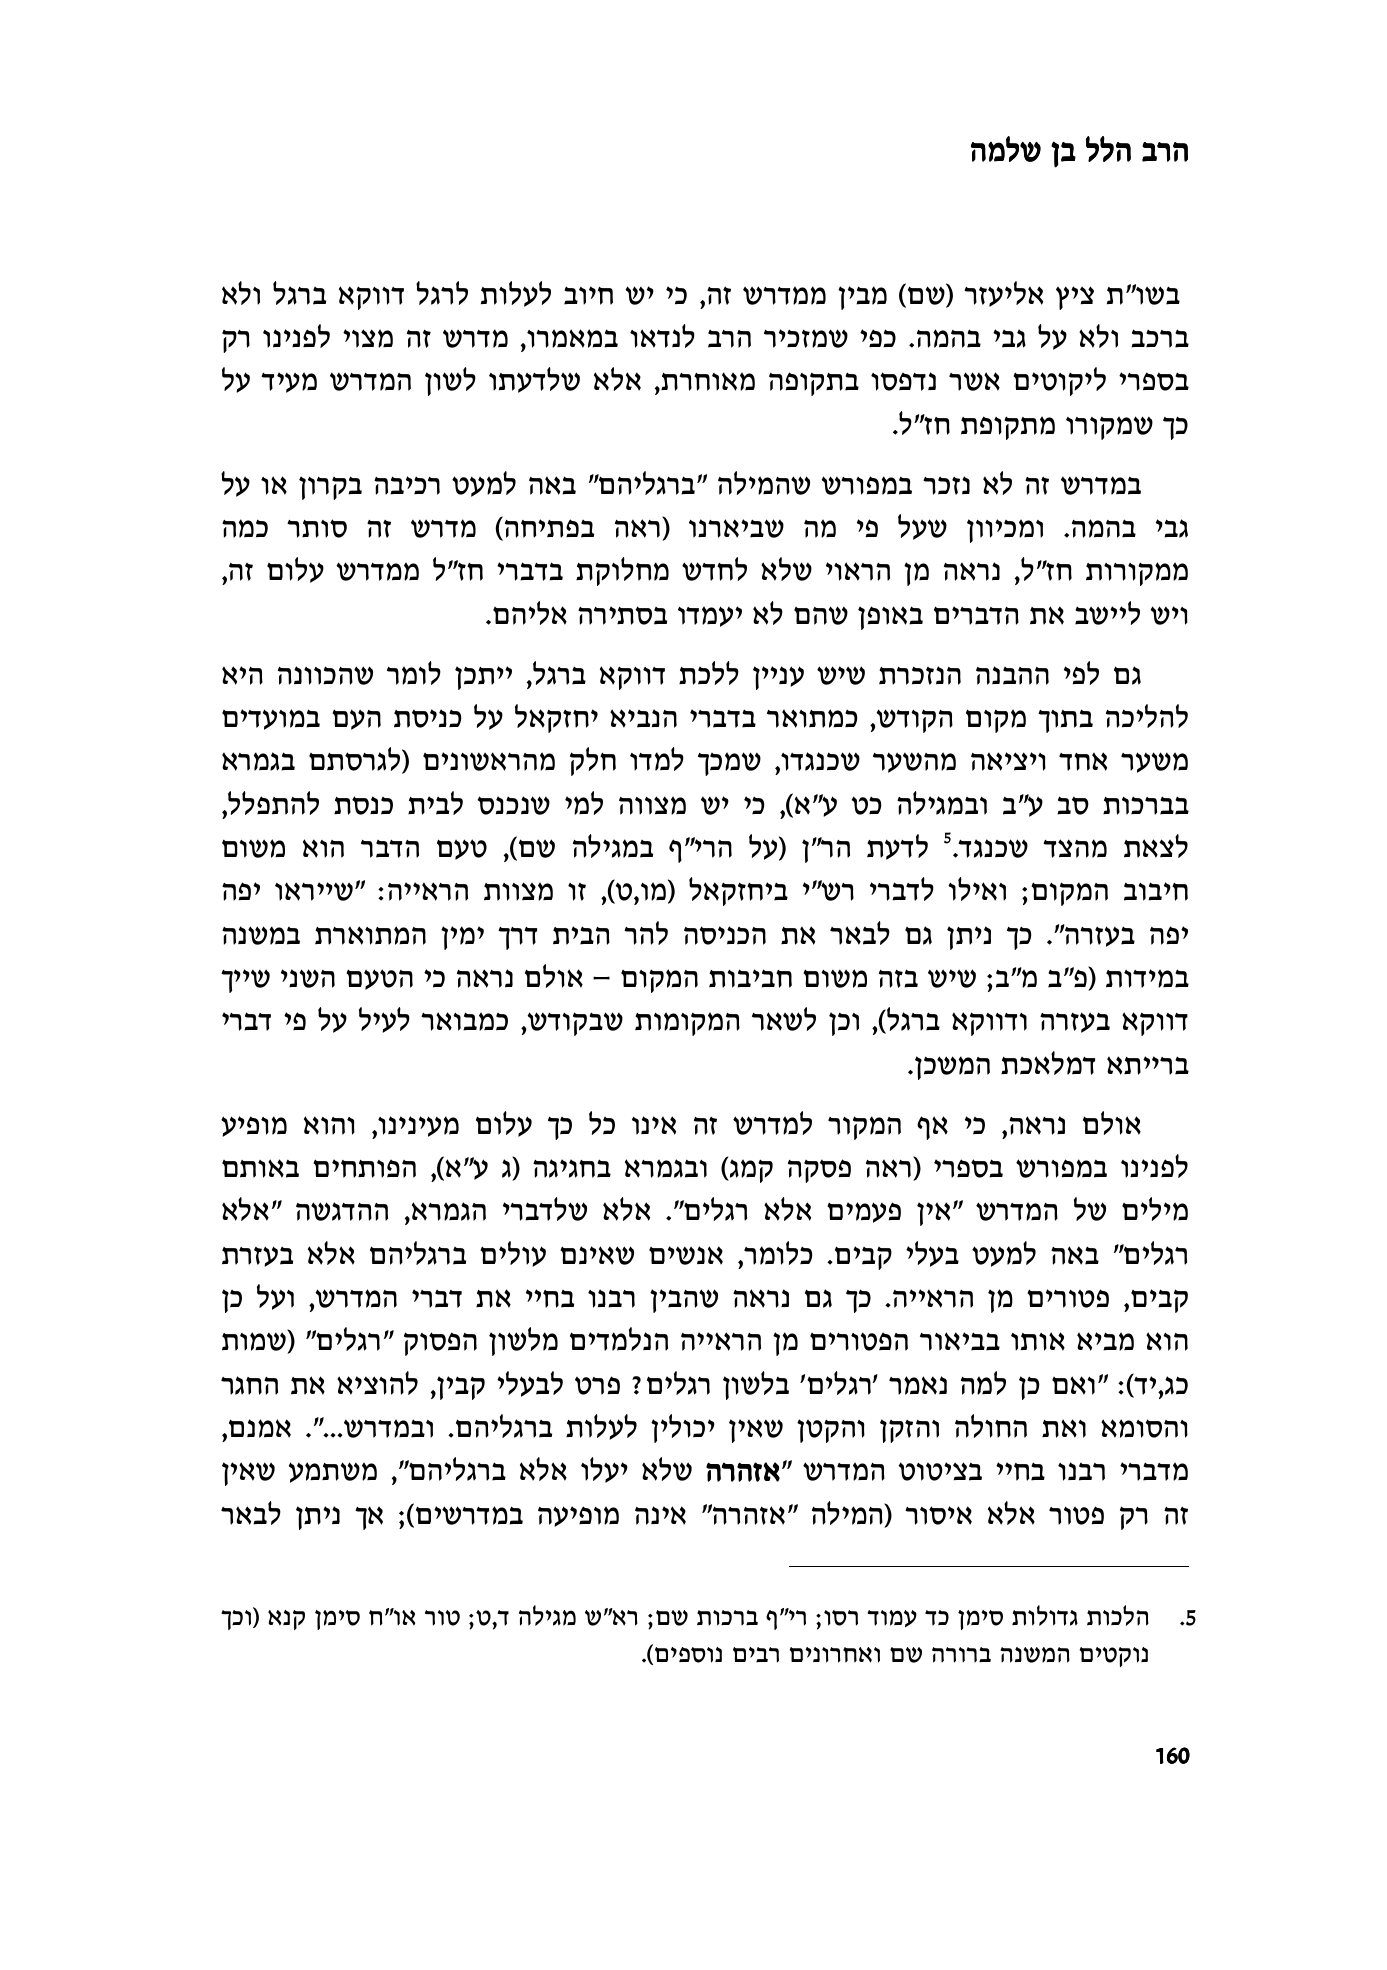 הרב הלל בן שלמה
בשו"ת ציץ אליעזר (שם) מבין ממדרש זה, כי יש חיוב לעלות לרגל דווקא ברגל ולא
ברכב ולא על גבי בהמה. כפי שמזכיר הרב לנדאו במאמרו, מדרש זה מצוי לפנינו רק
בספרי ליקוטים אשר נדפסו בתקופה מאוחרת, אלא שלדעתו לשון המדרש מעיד על
כך שמקורו מתקופת חז"ל.
במדרש זה לא נזכר במפורש שהמילה "ברגליהם" באה למעט רכיבה בקרון או על
גבי בהמה. ומכיוון שעל פי מה שביארנו (ראה בפתיחה) מדרש זה סותר כמה
ממקורות חז"ל, נראה מן הראוי שלא לחדש מחלוקת בדברי חז"ל ממדרש עלום זה,
ויש ליישב את הדברים באופן שהם לא יעמדו בסתירה אליהם.
גם לפי ההבנה הנזכרת שיש עניין ללכת דווקא ברגל, ייתכן לומר שהכוונה היא
להליכה בתוך מקום הקודש, כמתואר בדברי הנביא יחזקאל על כניסת העם במועדים
משער אחד ויציאה מהשער שכנגדו, שמכך למדו חלק מהראשונים (לגרסתם בגמרא
בברכות סב ע"ב ובמגילה כט ע"א), כי יש מצווה למי שנכנס לבית כנסת להתפלל,
לצאת מהצד שכנגד.5 לדעת הר"ן (על הרי"ף במגילה שם), טעם הדבר הוא משום
חיבוב המקום; ואילו לדברי רש"י ביחזקאל (מו,ט), זו מצוות הראייה: "שייראו יפה
יפה בעזרה". כך ניתן גם לבאר את הכניסה להר הבית דרך ימין המתוארת במשנה
במידות (פ"ב מ"ב; שיש בזה משום חביבות המקום – אולם נראה כי הטעם השני שייך
דווקא בעזרה ודווקא ברגל), וכן לשאר המקומות שבקודש, כמבואר לעיל על פי דברי
ברייתא דמלאכת המשכן.
אולם נראה, כי אף המקור למדרש זה אינו כל כך עלום מעינינו, והוא מופיע
לפנינו במפורש בספרי (ראה פסקה קמג) ובגמרא בחגיגה (ג ע"א), הפותחים באותם
מילים של המדרש "אין פעמים אלא רגלים". אלא שלדברי הגמרא, ההדגשה "אלא
רגלים" באה למעט בעלי קבים. כלומר, אנשים שאינם עולים ברגליהם אלא בעזרת
קבים, פטורים מן הראייה. כך גם נראה שהבין רבנו בחיי את דברי המדרש, ועל כן
הוא מביא אותו בביאור הפטורים מן הראייה הנלמדים מלשון הפסוק "רגלים" (שמות
כג,יד): "ואם כן למה נאמר 'רגלים' בלשון רגלים? פרט לבעלי קבין, להוציא את החגר
והסומא ואת החולה והזקן והקטן שאין יכולין לעלות ברגליהם. ובמדרש...". אמנם,
מדברי רבנו בחיי בציטוט המדרש "אזהרה שלא יעלו אלא ברגליהם", משתמע שאין
זה רק פטור אלא איסור (המילה "אזהרה" אינה מופיעה במדרשים); אך ניתן לבאר
5. הלכות גדולות סימן כד עמוד רסו; רי"ף ברכות שם; רא"ש מגילה ד,ט; טור או"ח סימן קנא (וכך
נוקטים המשנה ברורה שם ואחרונים רבים נוספים).
160